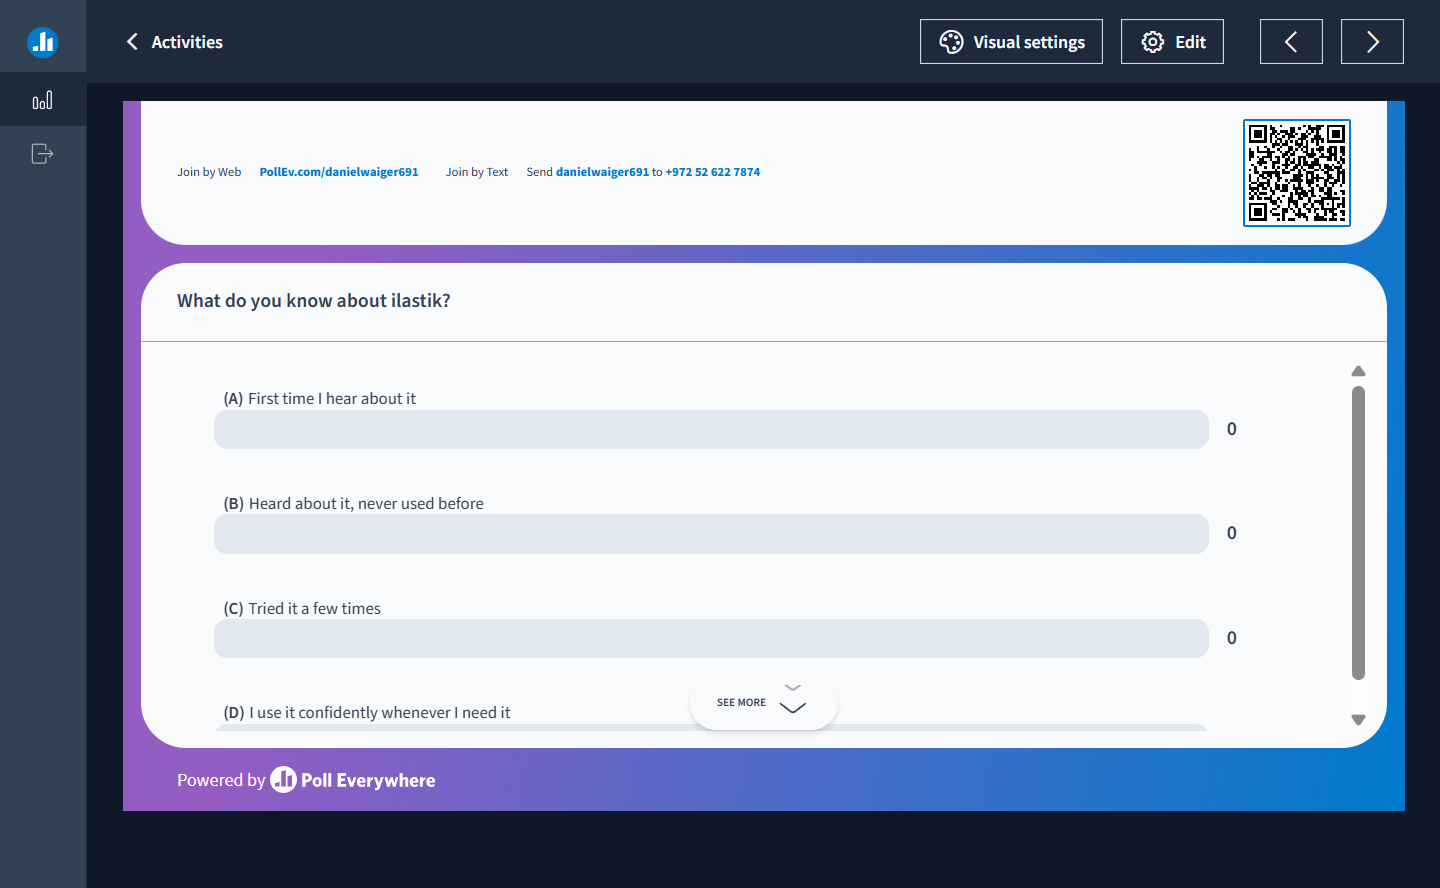 Activities
Visual settings
Edit
Join by Web PollEv.com/danielwaiger691 Join by Text Send danielwaiger691 to +972 52 622 7874
What do you know about ilastik?
(A) First time I hear about it
0
(B) Heard about it, never used before
0
(C) Tried it a few times
0
(D) I use it confidently whenever I need it
SEE MORE
Powered by Poll Everywhere